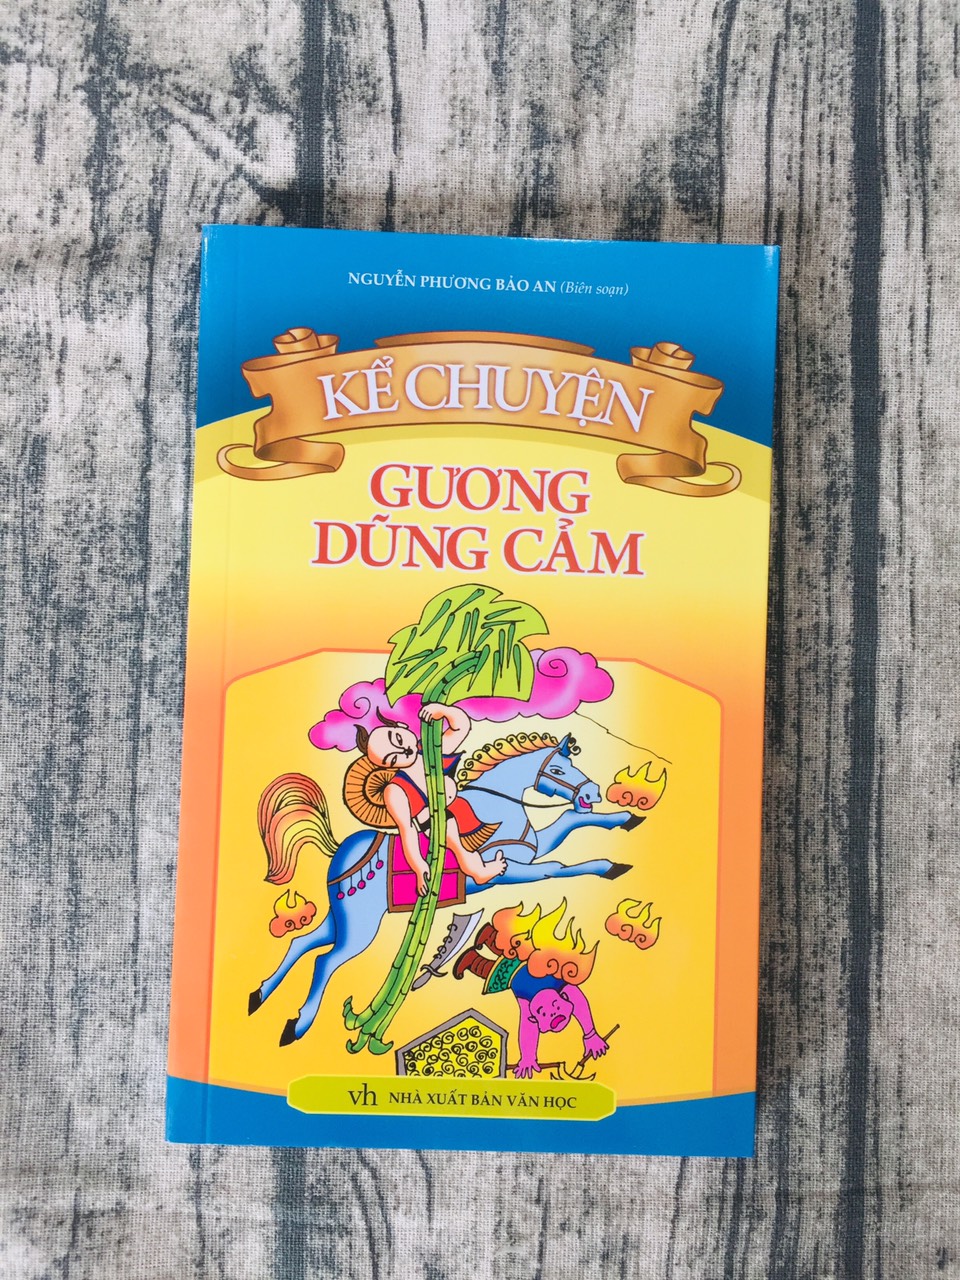 NGUYỄN PHƯƠNG BẢO AN (Biên soạn)
KỂ CHUYỆN
GƯƠNG
DŨNG CẢM
vh NHÀ XUẤT BẢN VĂN HỌC